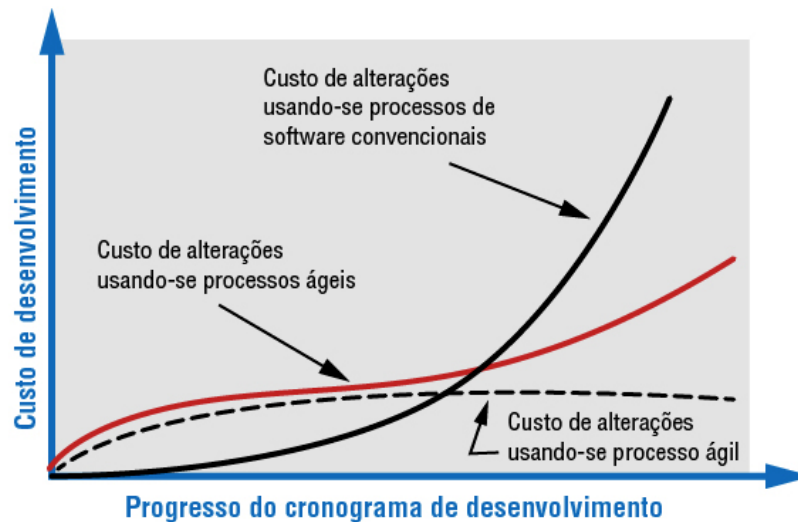 Custo de alterações
usando-se processos de
software convencionais
Custo de alterações
usando-se processos ágeis
Custo de alterações
usando-se processo ágil
Custo de desenvolvimento
Progresso do cronograma de desenvolvimento